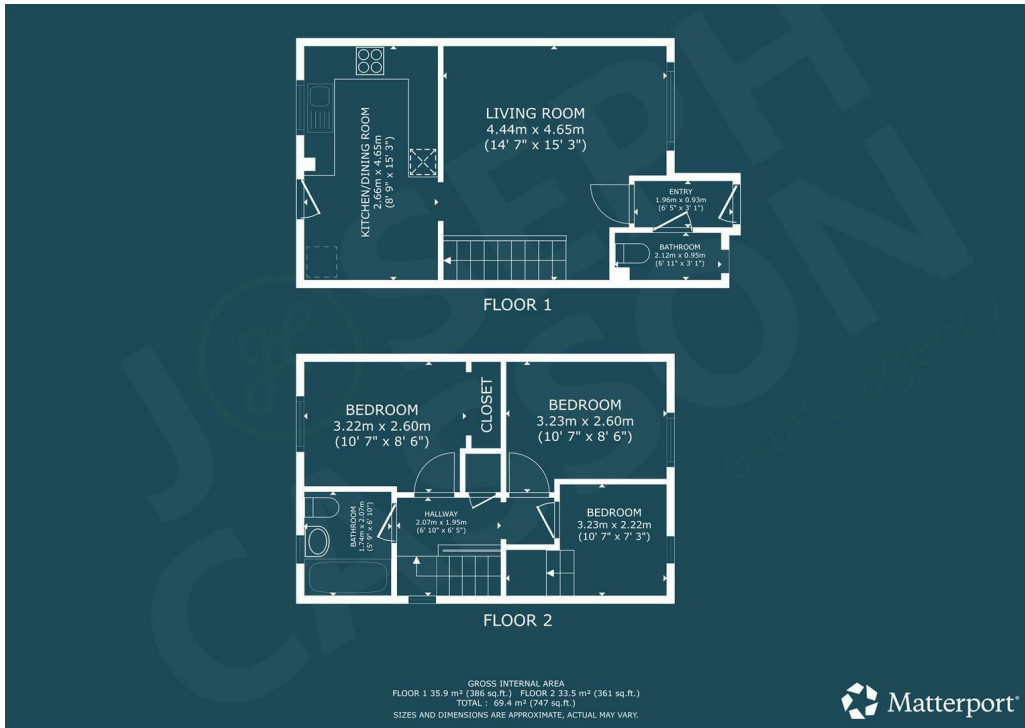 LIVING ROOM
4.44m x 4.65m
(14' 7" x 15' 3")
KITCHEN/DINING ROOM
2.66m x 4.65m
(8' 9" x 15' 3")
ENTRY
1.96m x 0.93m
(6' 5" x 3' 1")
BATHROOM
2.12m x 0.95m
(6' 11" x 3' 1")
FLOOR 1
BEDROOM
3.22m x 2.60m
(10' 7" x 8' 6")
CLOSET
BEDROOM
3.23m x 2.60m
(10' 7" x 8' 6")
BATHROOM
1.74m x 2.07m
(5' 9" x 6' 10")
HALLWAY
2.07m x 1.95m
(6' 10" x 6' 5")
BEDROOM
3.23m x 2.22m
(10' 7" x 7' 3")
FLOOR 2
JOSEPH
CASSON
estate agency
GROSS INTERNAL AREA
FLOOR 1 35.9 m² (386 sq.ft.) FLOOR 2 33.5 m² (361 sq.ft.)
TOTAL : 69.4 m² (747 sq.ft.)
SIZES AND DIMENSIONS ARE APPROXIMATE, ACTUAL MAY VARY.
Matterport®